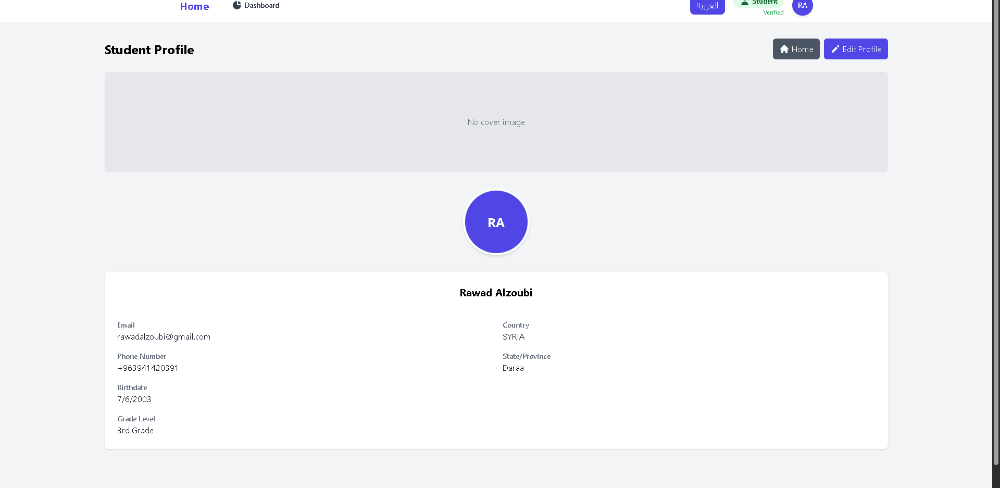 Home
Dashboard
العربية
Student
Verified
RA
Student Profile
Home
Edit Profile
No cover image
RA
Rawad Alzoubi
Email
rawadalzoubi@gmail.com
Country
SYRIA
Phone Number
+963941420391
State/Province
Daraa
Birthdate
7/6/2003
Grade Level
3rd Grade